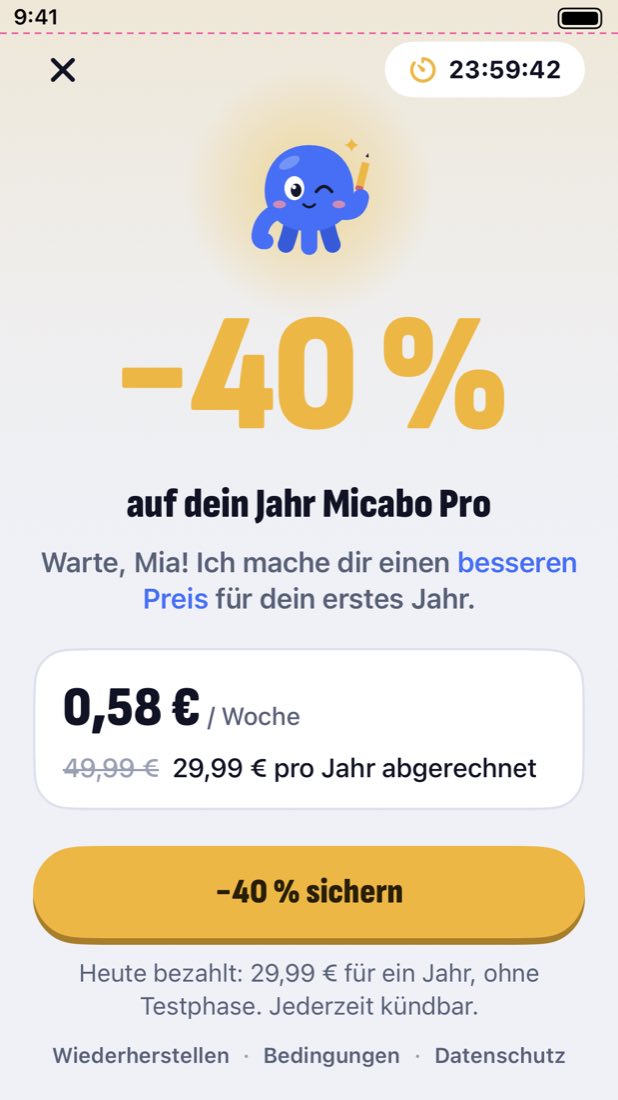 9:41
23:59:42
−40 %
auf dein Jahr Micabo Pro
Warte, Mia! Ich mache dir einen besseren
Preis für dein erstes Jahr.
0,58 € / Woche
49,99 € 29,99 € pro Jahr abgerechnet
−40 % sichern
Heute bezahlt: 29,99 € für ein Jahr, ohne
Testphase. Jederzeit kündbar.
Wiederherstellen · Bedingungen · Datenschutz